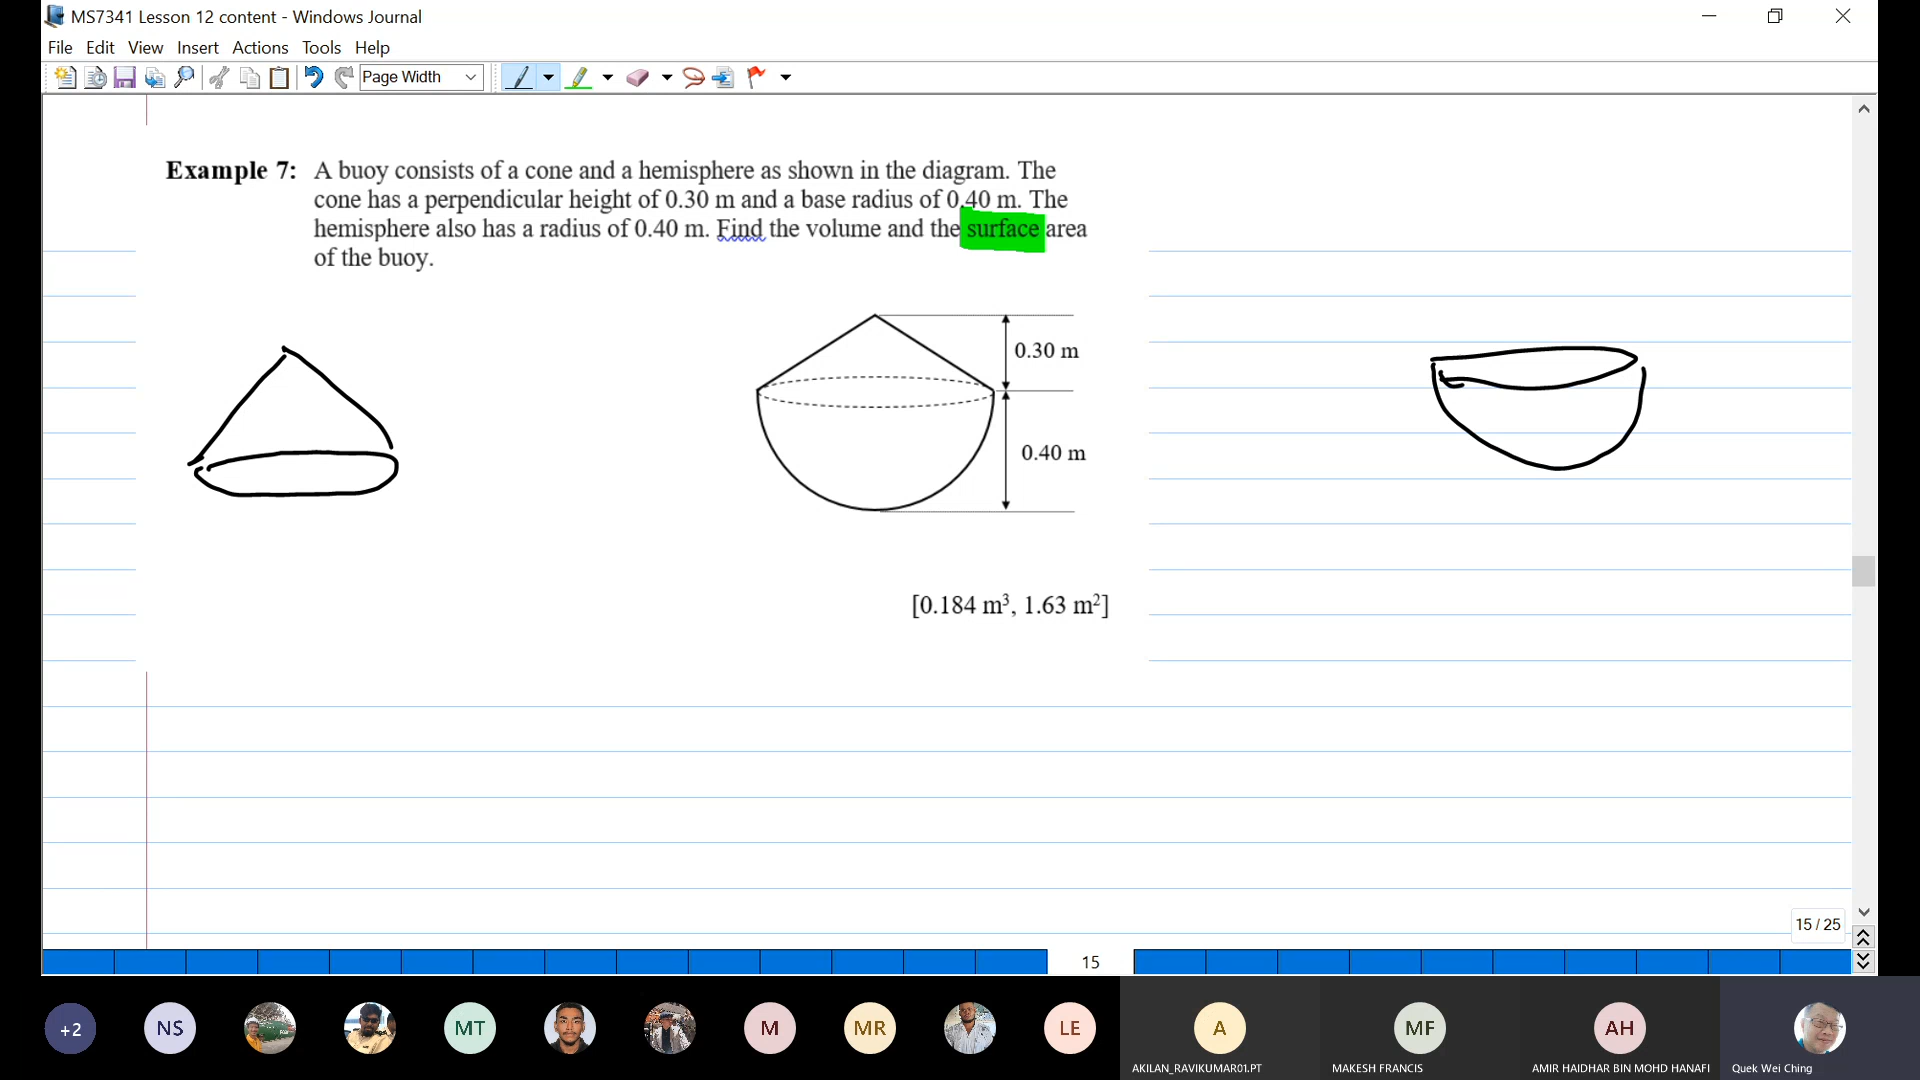 MS7341 Lesson 12 content - Windows Journal
File Edit View Insert Actions Tools Help
Page Width
Example 7: A buoy consists of a cone and a hemisphere as shown in the diagram. The
cone has a perpendicular height of 0.30 m and a base radius of 0.40 m. The
hemisphere also has a radius of 0.40 m. Find the volume and the surface area
of the buoy.
0.30 m
0.40 m
[0.184 m³, 1.63 m²]
15 / 25
15
+2 NS MT M MR LE A MF AH
AKILAN_RAVIKUMAR01.PT MAKESH FRANCIS AMIR HAIDHAR BIN MOHD HANAFI Quek Wei Ching